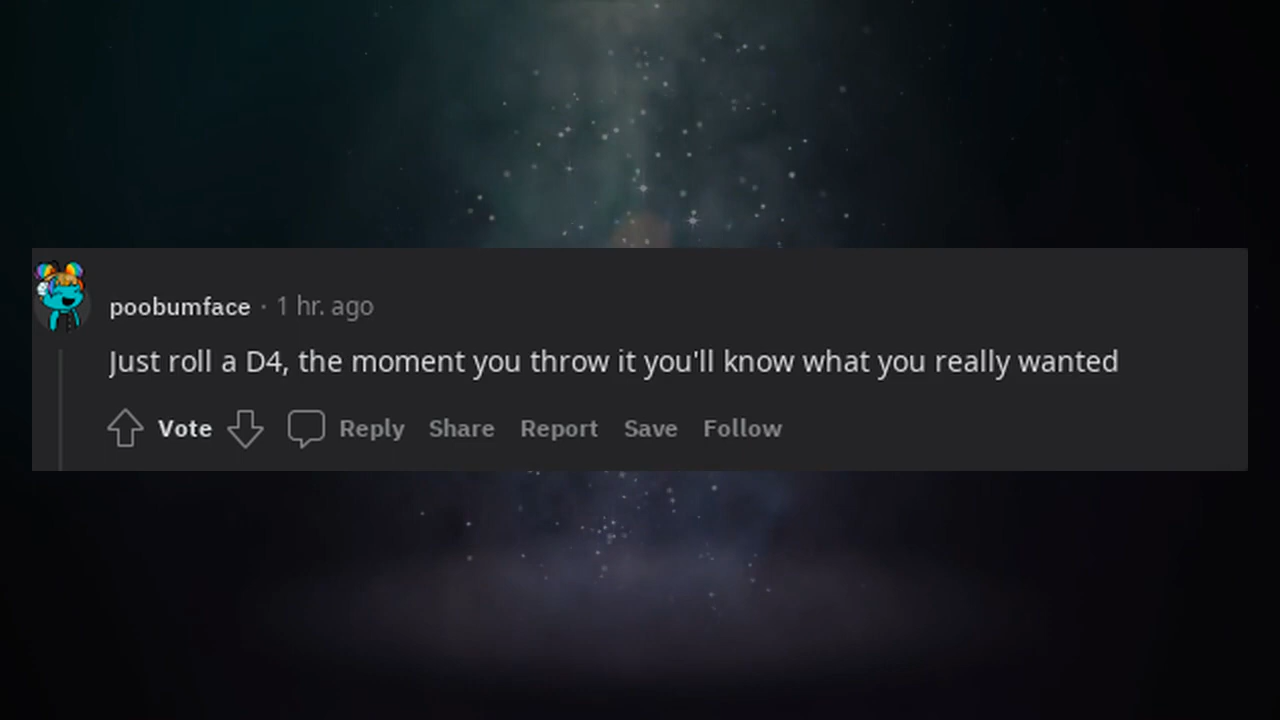 poobumface · 1 hr. ago
Just roll a D4, the moment you throw it you'll know what you really wanted
Vote Reply Share Report Save Follow